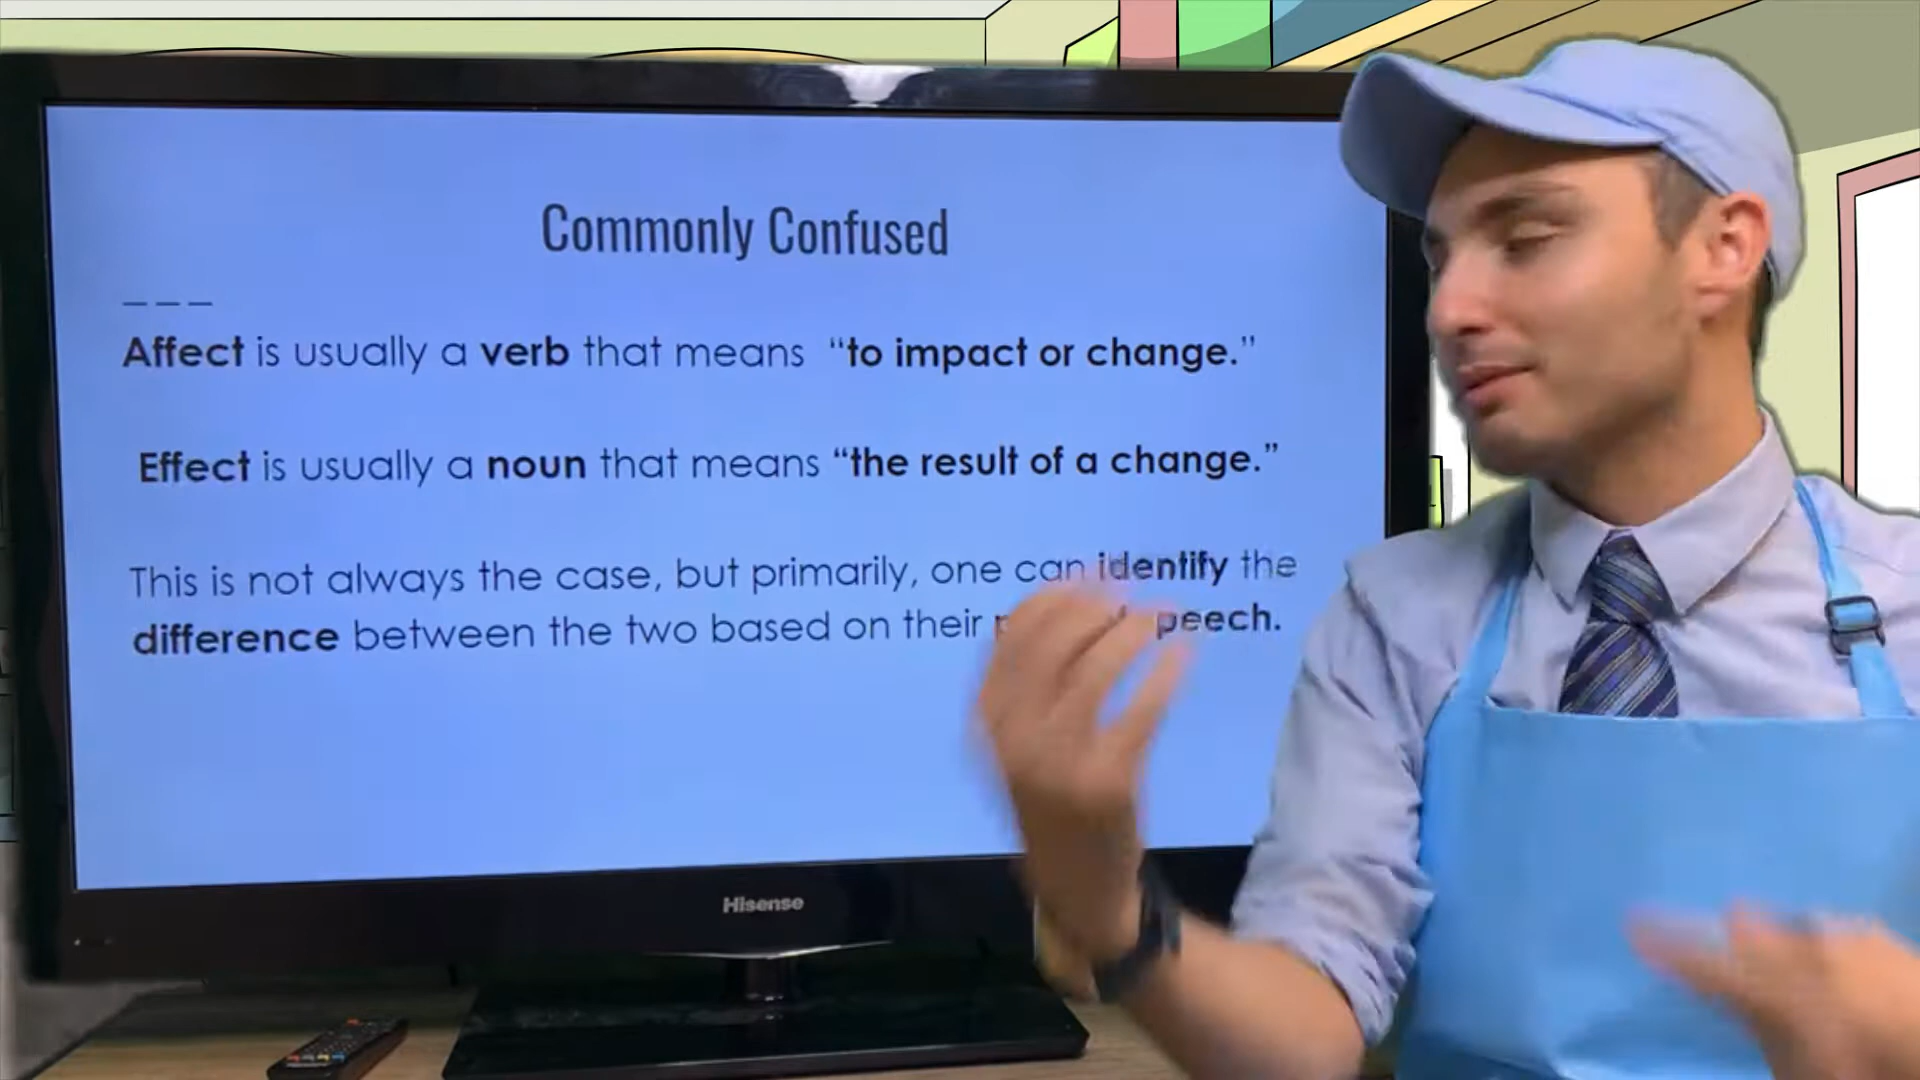 Commonly Confused
Affect is usually a verb that means “to impact or change.”
Effect is usually a noun that means “the result of a change.”
This is not always the case, but primarily, one can identify the
difference between the two based on their
Hisense